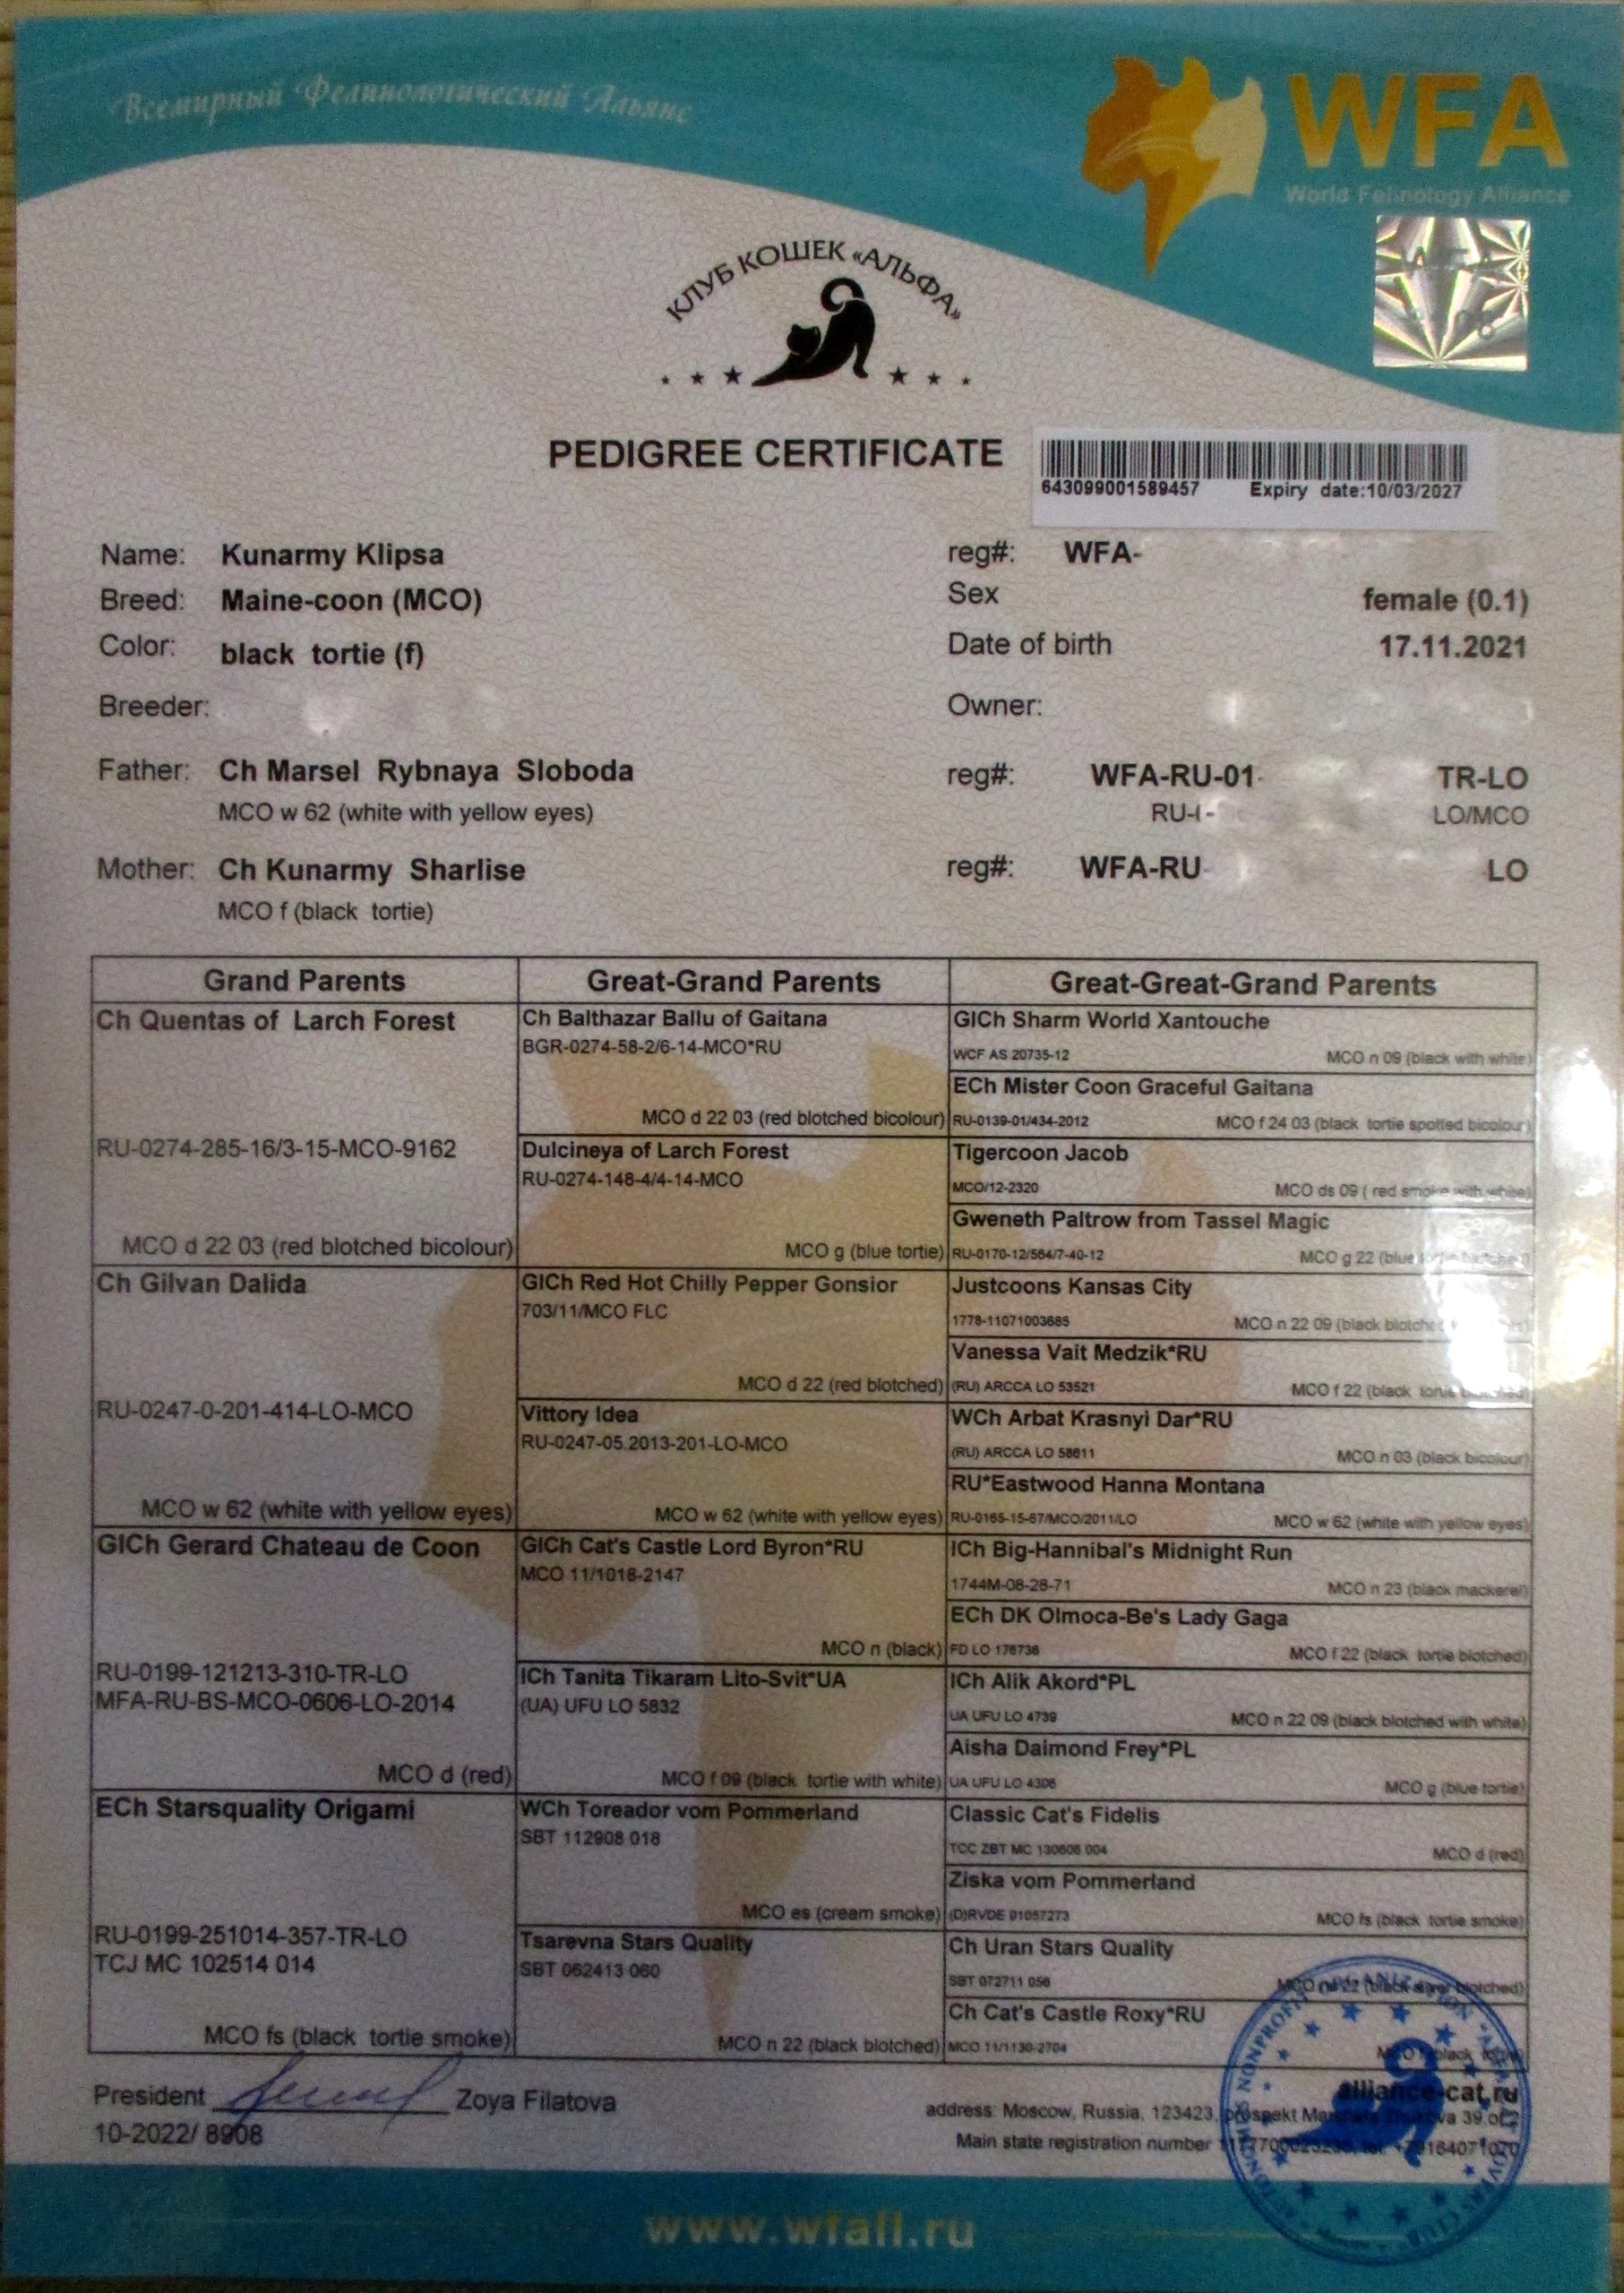 Всемирный Фелинологический Альянс
WFA
World Felinology Alliance
КЛУБ КОШЕК «АЛЬФА»
PEDIGREE CERTIFICATE
643099001589457 Expiry date:10/03/2027
Name: Kunarmy Klipsa
reg#: WFA-
Breed: Maine-coon (MCO)
Sex female (0.1)
Color: black tortie (f)
Date of birth 17.11.2021
Breeder:
Owner:
Father: Ch Marsel Rybnaya Sloboda
reg#: WFA-RU-01 TR-LO
MCO w 62 (white with yellow eyes)
LO/MCO
Mother: Ch Kunarmy Sharlise
reg#: WFA-RU LO
MCO f (black tortie)
Grand Parents
Ch Quentas of Larch Forest
RU-0274-285-16/3-15-MCO-9162
MCO d 22 03 (red blotched bicolour)
Ch Gilvan Dalida
RU-0247-0-201-414-LO-MCO
MCO w 62 (white with yellow eyes)
GICh Gerard Chateau de Coon
RU-0199-121213-310-TR-LO
MFA-RU-BS-MCO-0606-LO-2014
MCO d (red)
ECh Starsquality Origami
RU-0199-251014-357-TR-LO
TCJ MC 102514 014
MCO fs (black tortie smoke)
Great-Grand Parents
Ch Balthazar Ballu of Gaitana
BGR-0274-58-2/6-14-MCO*RU
MCO d 22 03 (red blotched bicolour)
Dulcineya of Larch Forest
RU-0274-148-4/4-14-MCO
MCO g (blue tortie)
GICh Red Hot Chilly Pepper Gonsior
703/11/MCO FLC
MCO d 22 (red blotched)
Vittory Idea
RU-0247-05.2013-201-LO-MCO
MCO w 62 (white with yellow eyes)
GICh Cat's Castle Lord Byron*RU
MCO 11/1018-2147
MCO n (black)
ICh Tanita Tikaram Lito-Svit*UA
(UA) UFU LO 5832
MCO f 09 (black tortie with white)
WCh Toreador vom Pommerland
SBT 112908 018
MCO es (cream smoke)
Tsarevna Stars Quality
SBT 062413 060
MCO n 22 (black blotched)
Great-Great-Grand Parents
GICh Sharm World Xantouche
WCF AS 20735-12 MCO n 09 (black with white)
ECh Mister Coon Graceful Gaitana
RU-0139-01/434-2012 MCO f 24 03 (black tortie spotted bicolour)
Tigercoon Jacob
MCO/12-2320 MCO ds 09 ( red smoke with white)
Gweneth Paltrow from Tassel Magic
RU-0170-12/564/7-40-12 MCO g 22 (blue
Justcoons Kansas City
1778-11071003685 MCO n 22 09 (black blotched
Vanessa Vait Medzik*RU
(RU) ARCCA LO 53521 MCO f 22 (black tortie blotched)
WCh Arbat Krasnyi Dar*RU
(RU) ARCCA LO 58611 MCO n 03 (black bicolour)
RU*Eastwood Hanna Montana
RU-0165-15-67/MCO/2011/LO MCO w 62 (white with yellow eyes)
ICh Big-Hannibal's Midnight Run
1744M-08-28-71 MCO n 23 (black mackerel)
ECh DK Olmoca-Be's Lady Gaga
FD LO 176736 MCO f 22 (black tortie blotched)
ICh Alik Akord*PL
UA UFU LO 4739 MCO n 22 09 (black blotched with white)
Aisha Daimond Frey*PL
UA UFU LO 4306 MCO g (blue tortie)
Classic Cat's Fidelis
TCC ZBT MC 130606 004 MCO d (red)
Ziska vom Pommerland
(D)RVDE 01057273 MCO fs (black tortie smoke)
Ch Uran Stars Quality
SBT 072711 056
Ch Cat's Castle Roxy*RU
MCO 11/1130-2704
President Zoya Filatova
10-2022/ 8908
alliance-cat.ru
address: Moscow, Russia, 123423, prospekt
Main state registration number
www.wfall.ru